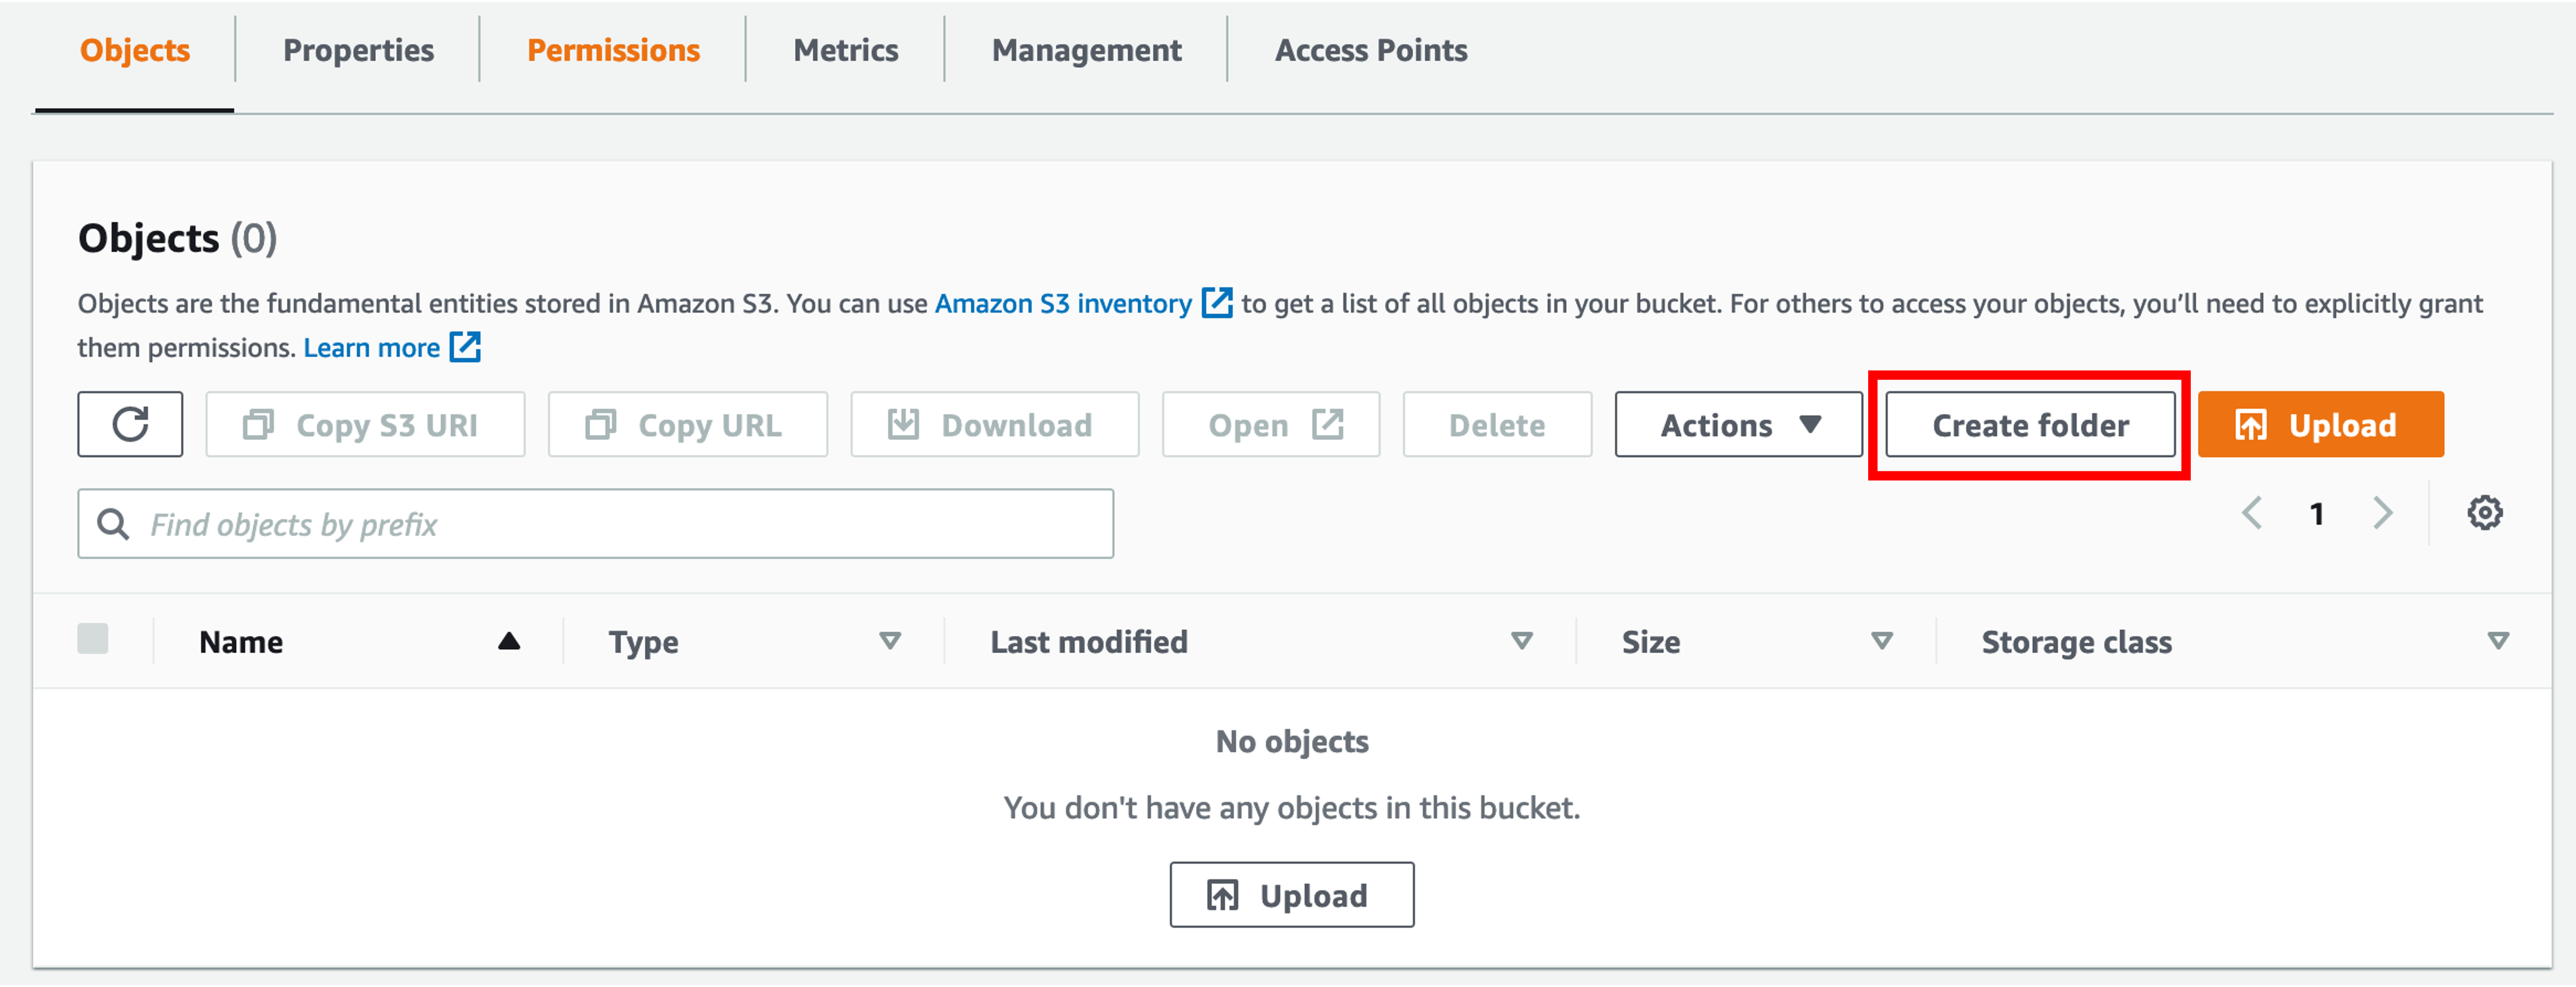 Objects Properties Permissions Metrics Management Access Points
Objects (0)
Objects are the fundamental entities stored in Amazon S3. You can use Amazon S3 inventory to get a list of all objects in your bucket. For others to access your objects, you’ll need to explicitly grant
them permissions. Learn more
Copy S3 URI Copy URL Download Open Delete Actions Create folder Upload
Find objects by prefix 1
Name Type Last modified Size Storage class
No objects
You don't have any objects in this bucket.
Upload